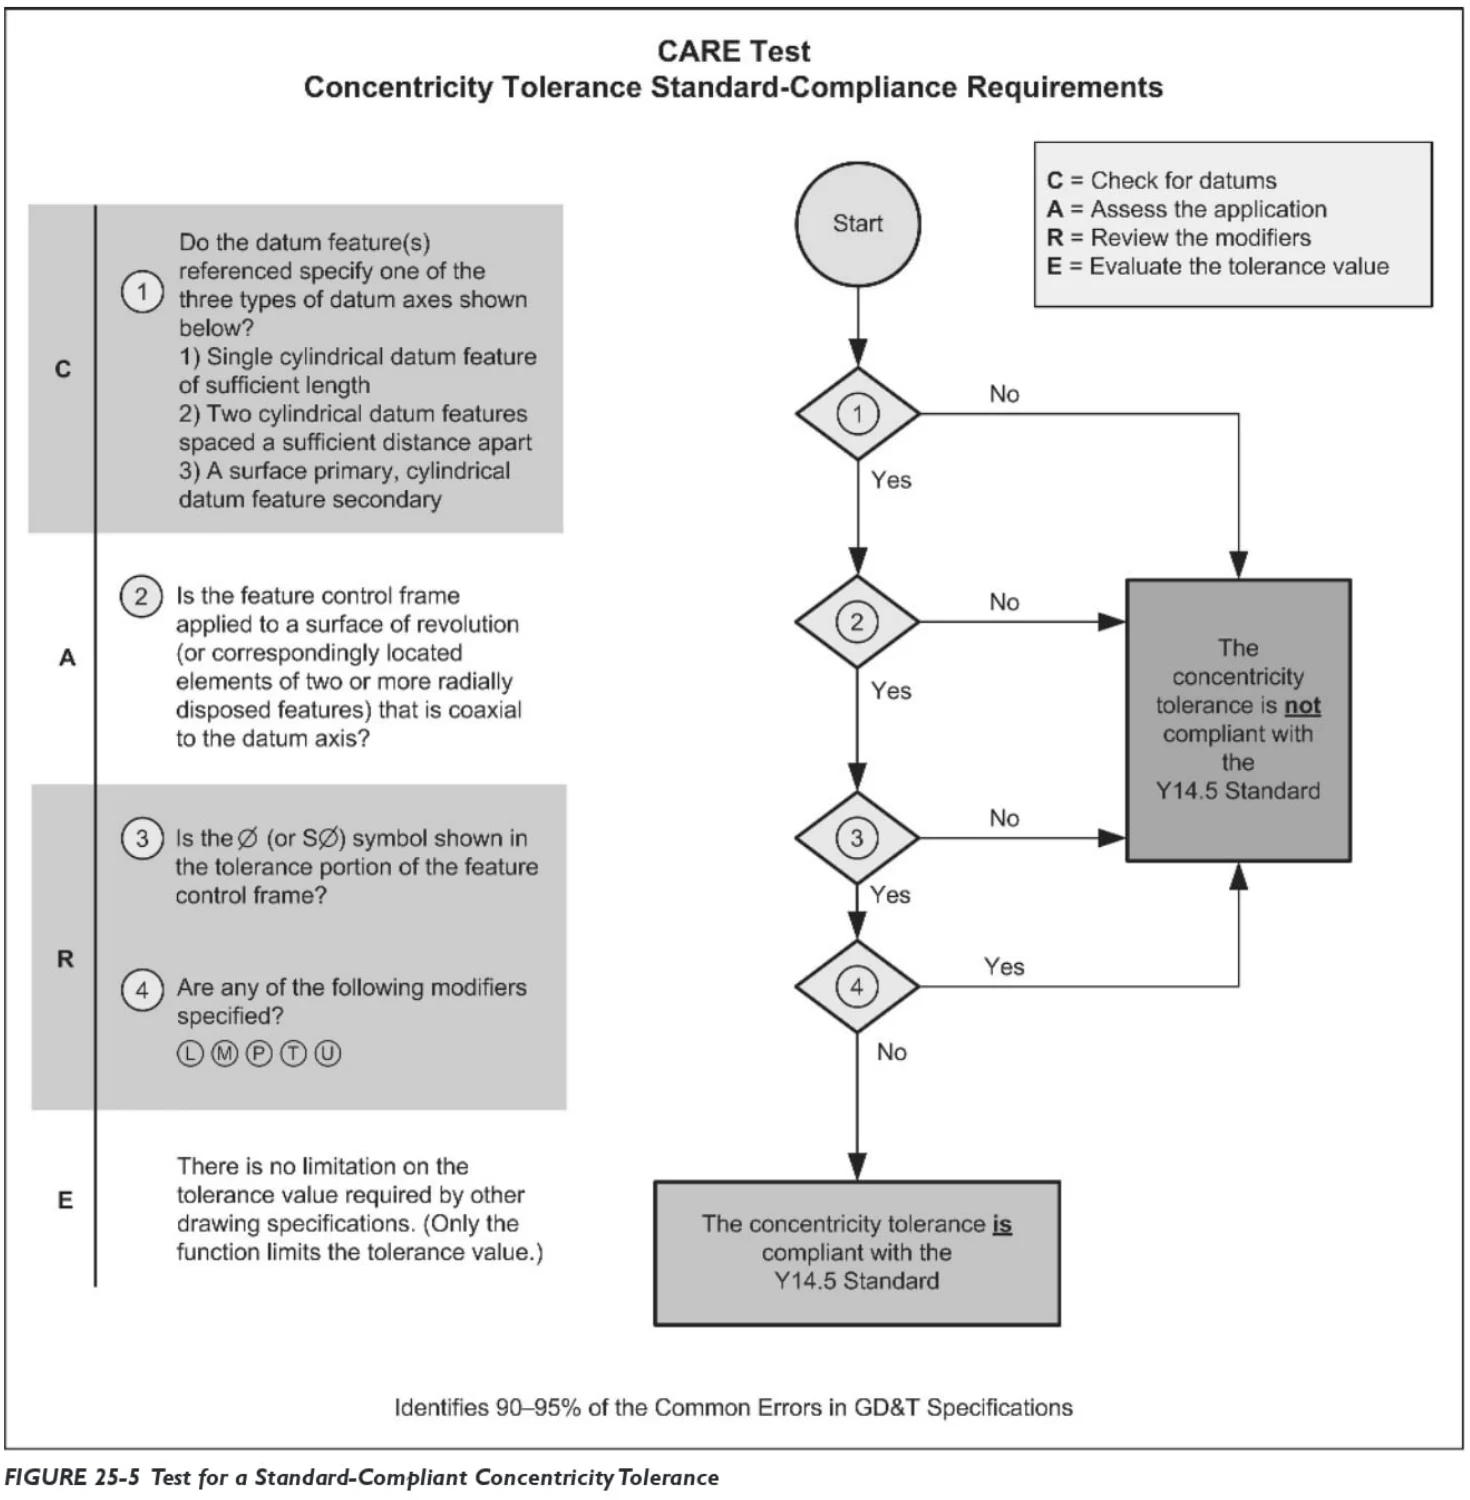 CARE Test
Concentricity Tolerance Standard-Compliance Requirements
C = Check for datums
A = Assess the application
R = Review the modifiers
E = Evaluate the tolerance value
C
1
Do the datum feature(s)
referenced specify one of the
three types of datum axes shown
below?
1) Single cylindrical datum feature
of sufficient length
2) Two cylindrical datum features
spaced a sufficient distance apart
3) A surface primary, cylindrical
datum feature secondary
A
2
Is the feature control frame
applied to a surface of revolution
(or correspondingly located
elements of two or more radially
disposed features) that is coaxial
to the datum axis?
R
3
Is the Ø (or SØ) symbol shown in
the tolerance portion of the feature
control frame?
4
Are any of the following modifiers
specified?
Ⓛ Ⓜ Ⓟ Ⓣ Ⓤ
E
There is no limitation on the
tolerance value required by other
drawing specifications. (Only the
function limits the tolerance value.)
Start
1
No
Yes
2
No
Yes
3
No
Yes
4
Yes
No
The
concentricity
tolerance is not
compliant with
the
Y14.5 Standard
The concentricity tolerance is
compliant with the
Y14.5 Standard
Identifies 90–95% of the Common Errors in GD&T Specifications
FIGURE 25-5 Test for a Standard-Compliant Concentricity Tolerance